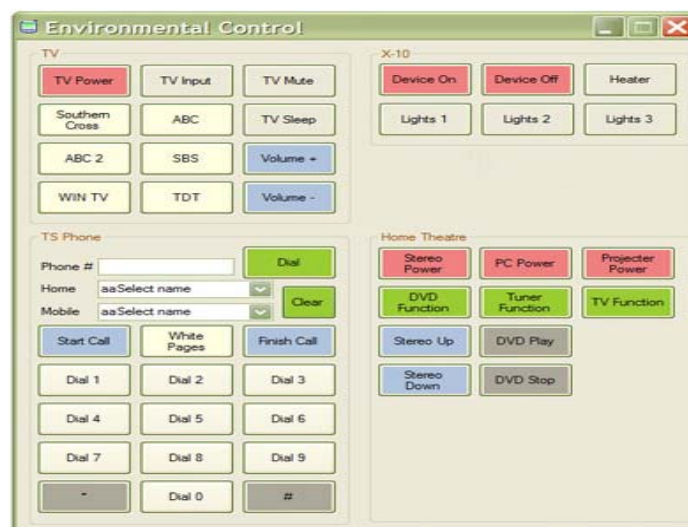 Environmental Control
TV
TV Power TV Input TV Mute
Southern
Cross ABC TV Sleep
ABC 2 SBS Volume +
WIN TV TDT Volume -
X-10
Device On Device Off Heater
Lights 1 Lights 2 Lights 3
TS Phone
Phone # Dial
Home aaSelect name
Mobile aaSelect name
Clear
Start Call White
Pages Finish Call
Dial 1 Dial 2 Dial 3
Dial 4 Dial 5 Dial 6
Dial 7 Dial 8 Dial 9
Dial 0 #
Home Theatre
Stereo
Power PC Power Projecter
Power
DVD
Function Tuner
Function TV Function
Stereo Up DVD Play
Stereo
Down DVD Stop